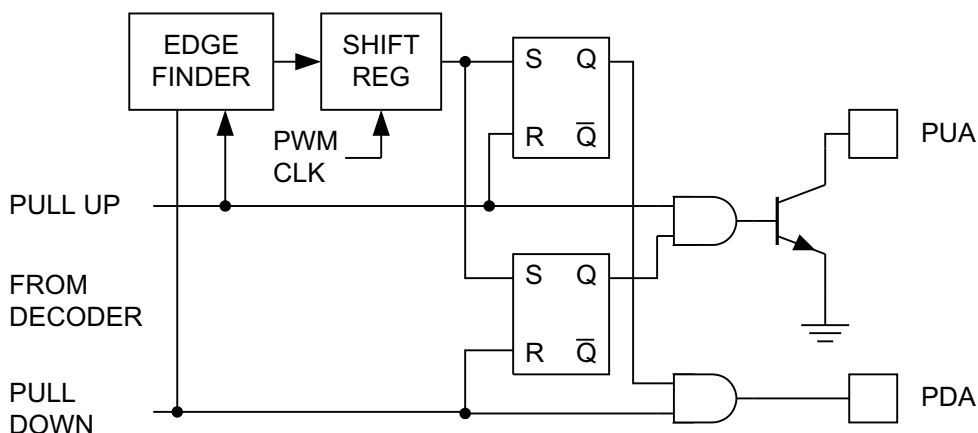 EDGE
FINDER
SHIFT
REG
S Q
R Q̅
PWM
CLK
PUA
PULL UP
FROM
DECODER
S Q
R Q̅
PULL
DOWN
PDA